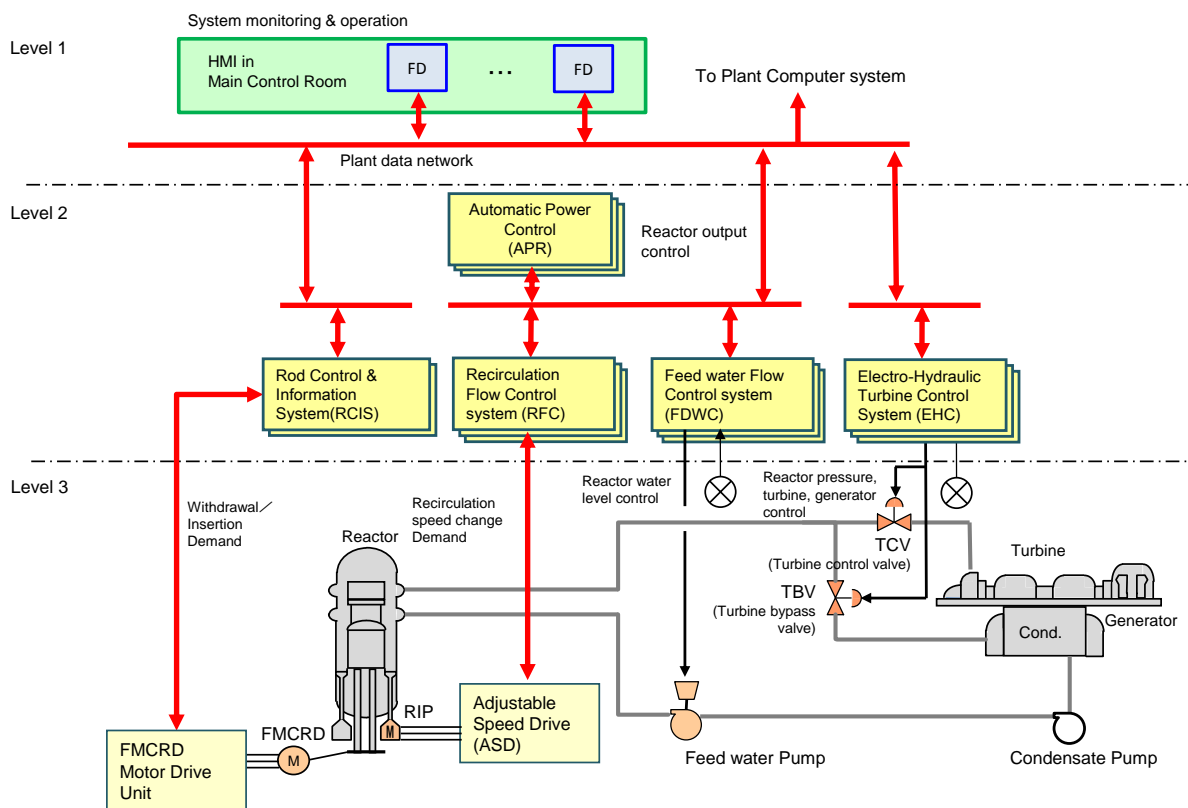 System monitoring & operation
Level 1
HMI in
Main Control Room
FD
...
FD
To Plant Computer system
Plant data network
Level 2
Automatic Power
Control
(APR)
Reactor output
control
Rod Control &
Information
System(RCIS)
Recirculation
Flow Control
system (RFC)
Feed water Flow
Control system
(FDWC)
Electro-Hydraulic
Turbine Control
System (EHC)
Level 3
Withdrawal／
Insertion
Demand
Recirculation
speed change
Demand
Reactor water
level control
Reactor pressure,
turbine, generator
control
Reactor
TCV
(Turbine control valve)
TBV
(Turbine bypass
valve)
Turbine
Cond.
Generator
RIP
M
FMCRD
M
FMCRD
Motor Drive
Unit
Adjustable
Speed Drive
(ASD)
Feed water Pump
Condensate Pump